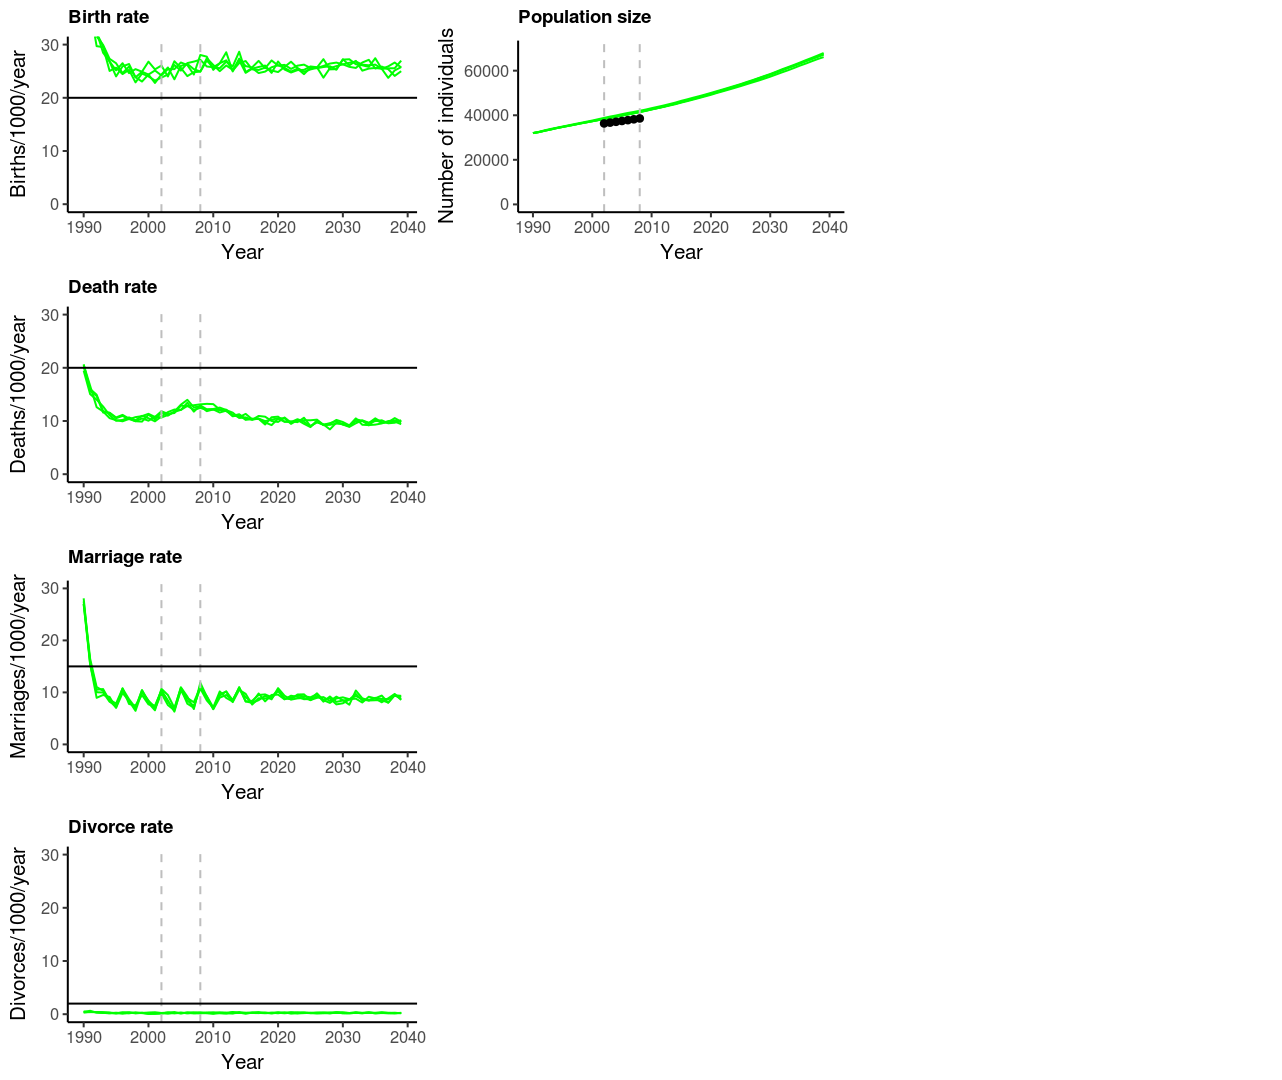 Birth rate
Births/1000/year
30
20
10
0
1990 2000 2010 2020 2030 2040
Year
Population size
Number of individuals
60000
40000
20000
0
1990 2000 2010 2020 2030 2040
Year
Death rate
Deaths/1000/year
30
20
10
0
1990 2000 2010 2020 2030 2040
Year
Marriage rate
Marriages/1000/year
30
20
10
0
1990 2000 2010 2020 2030 2040
Year
Divorce rate
Divorces/1000/year
30
20
10
0
1990 2000 2010 2020 2030 2040
Year